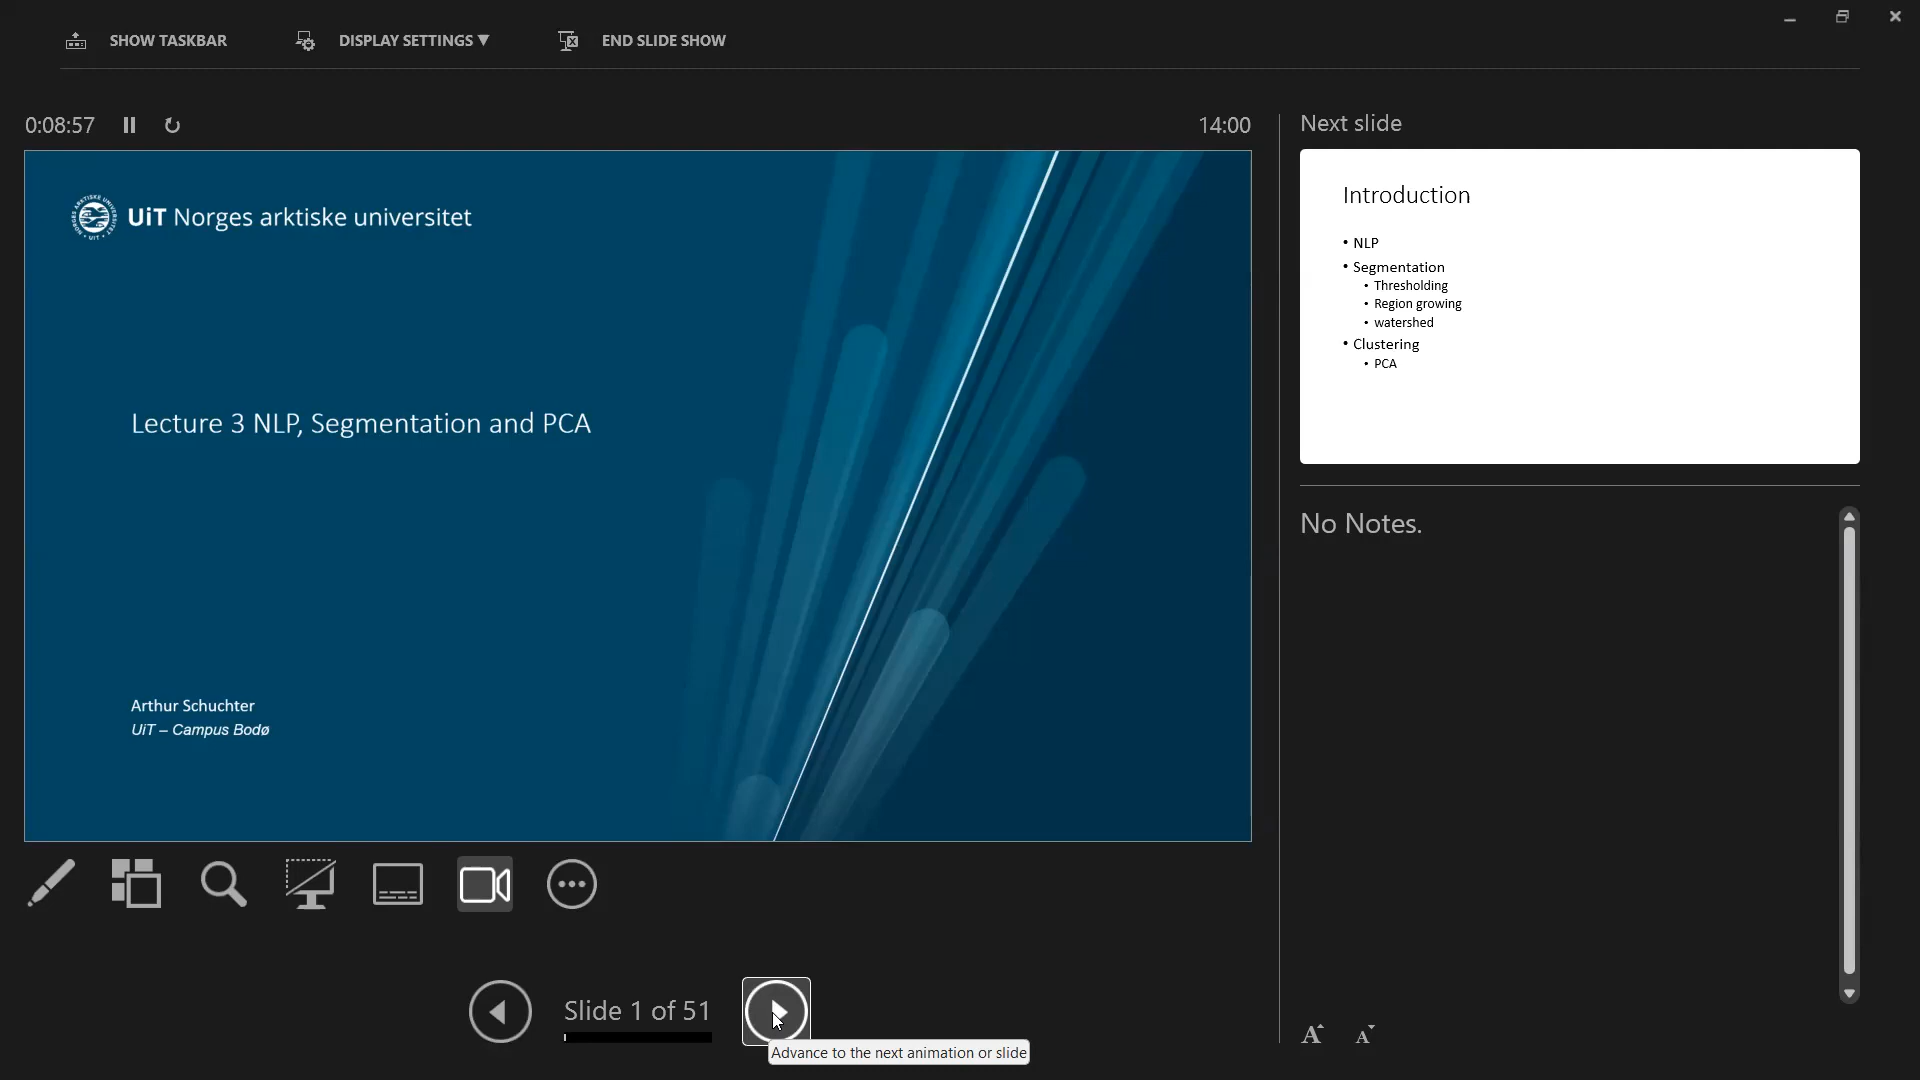 SHOW TASKBAR
DISPLAY SETTINGS ▼
END SLIDE SHOW
0:08:57
14:00
UiT Norges arktiske universitet
Lecture 3 NLP, Segmentation and PCA
Arthur Schuchter
UiT – Campus Bodø
Slide 1 of 51
Advance to the next animation or slide
Next slide
Introduction
• NLP
• Segmentation
• Thresholding
• Region growing
• watershed
• Clustering
• PCA
No Notes.
A A